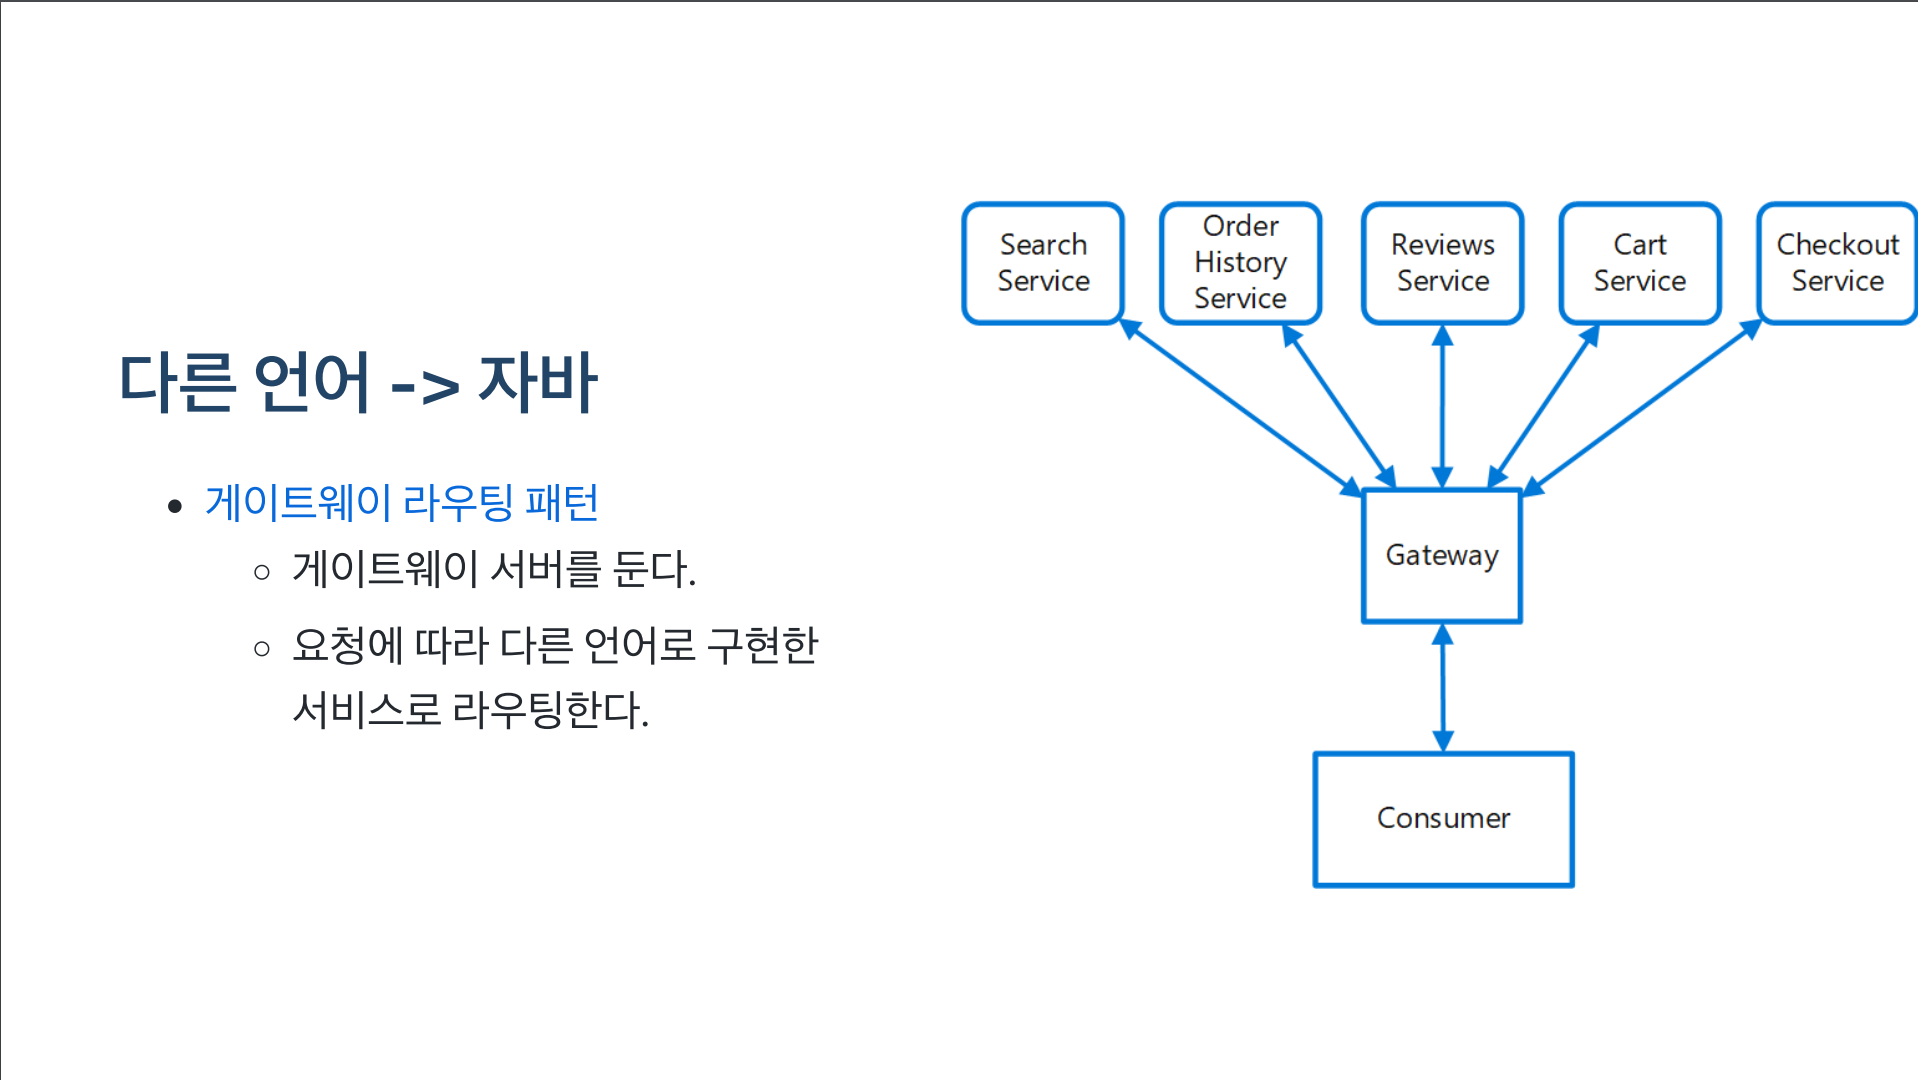 다른 언어 -> 자바
게이트웨이 라우팅 패턴
게이트웨이 서버를 둔다.
요청에 따라 다른 언어로 구현한
서비스로 라우팅한다.
Search
Service
Order
History
Service
Reviews
Service
Cart
Service
Checkout
Service
Gateway
Consumer